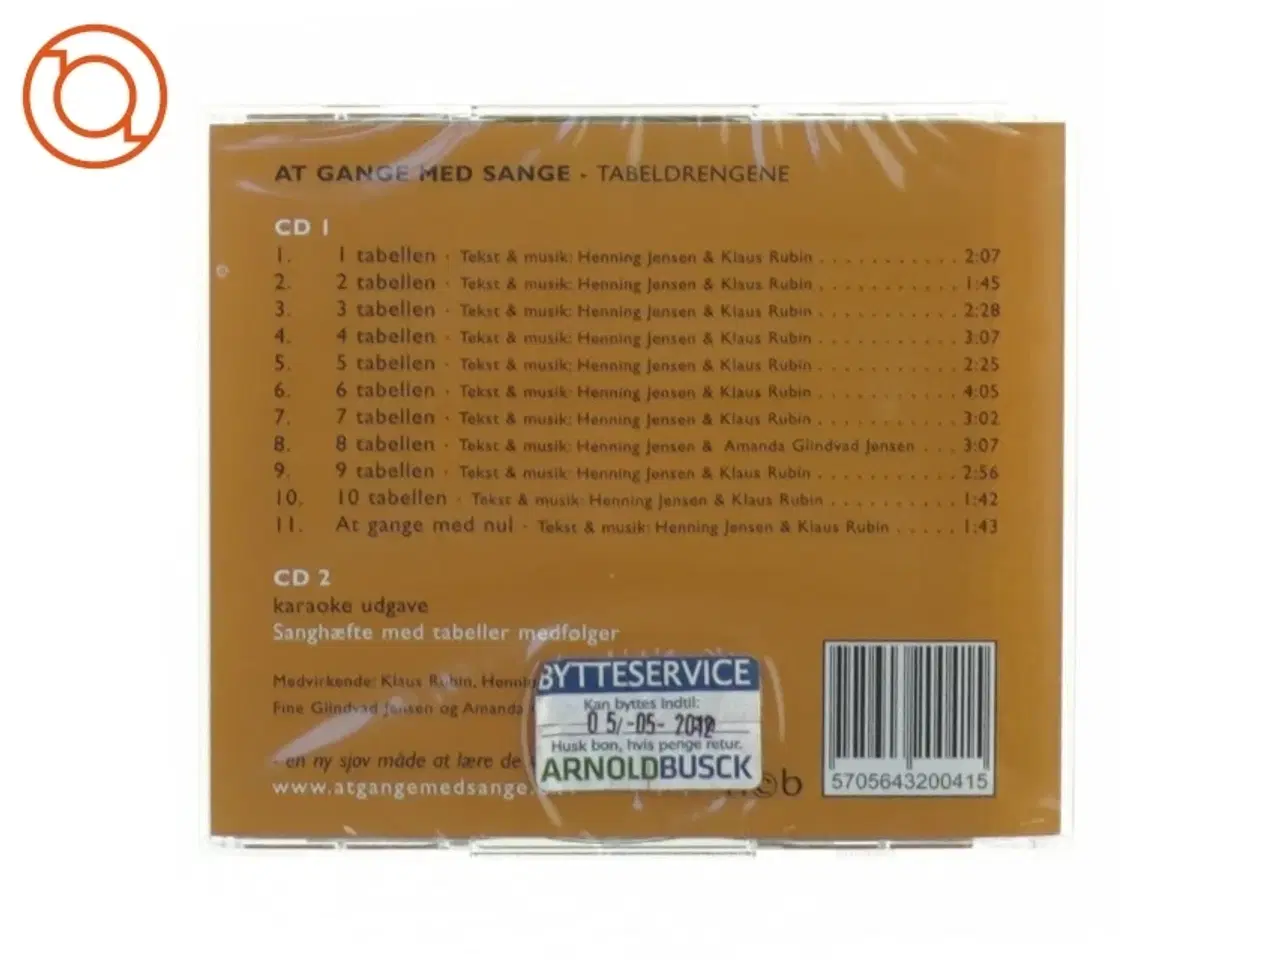 AT GANGE MED SANGE - TABELDRENGENE
CD 1
1. 1 tabellen · Tekst & musik: Henning Jensen & Klaus Rubin . . . . . . . . . . . 2:07
2. 2 tabellen · Tekst & musik: Henning Jensen & Klaus Rubin . . . . . . . . . . . 1:45
3. 3 tabellen · Tekst & musik: Henning Jensen & Klaus Rubin . . . . . . . . . . . 2:28
4. 4 tabellen · Tekst & musik: Henning Jensen & Klaus Rubin . . . . . . . . . . . 3:07
5. 5 tabellen · Tekst & musik: Henning Jensen & Klaus Rubin . . . . . . . . . . . 2:25
6. 6 tabellen · Tekst & musik: Henning Jensen & Klaus Rubin . . . . . . . . . . . 4:05
7. 7 tabellen · Tekst & musik: Henning Jensen & Klaus Rubin . . . . . . . . . . . 3:02
8. 8 tabellen · Tekst & musik: Henning Jensen & Amanda Glindvad Jensen . . . 3:07
9. 9 tabellen · Tekst & musik: Henning Jensen & Klaus Rubin . . . . . . . . . . . 2:56
10. 10 tabellen · Tekst & musik: Henning Jensen & Klaus Rubin . . . . . . . . . . 1:42
11. At gange med nul · Tekst & musik: Henning Jensen & Klaus Rubin . . . . . 1:43
CD 2
karaoke udgave
Sanghæfte med tabeller medfølger
Medvirkende: Klaus Rubin, Henning
Fine Glindvad Jensen og Amanda
- en ny sjov måde at lære de
www.atgangemedsange.
BYTTESERVICE
Kan byttes indtil:
05/-05-
Husk bon, hvis penge retur.
ARNOLDBUSCK
5705643200415